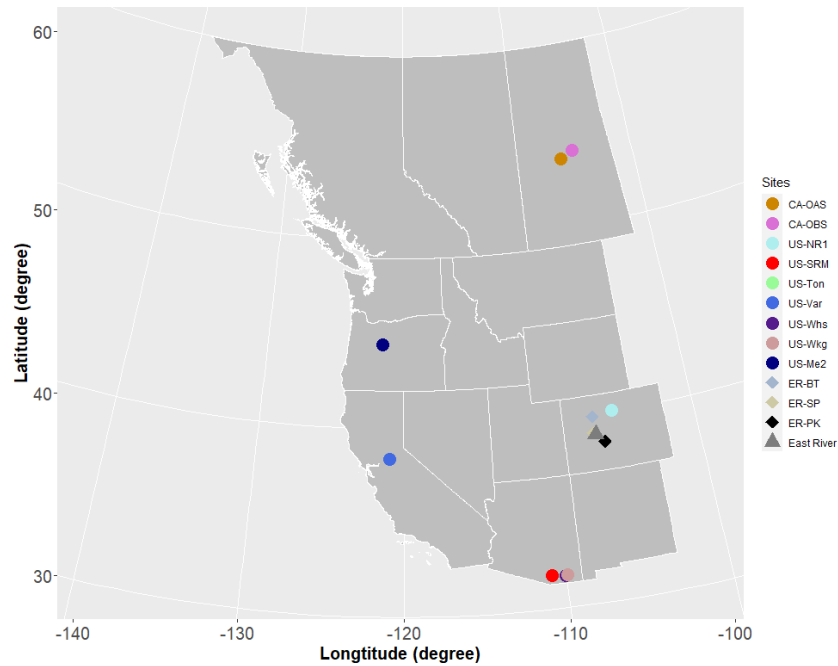 60
50
40
30
Latitude (degree)
-140
-130
-120
-110
-100
Longtitude (degree)
Sites
CA-OAS
CA-OBS
US-NR1
US-SRM
US-Ton
US-Var
US-Whs
US-Wkg
US-Me2
ER-BT
ER-SP
ER-PK
East River